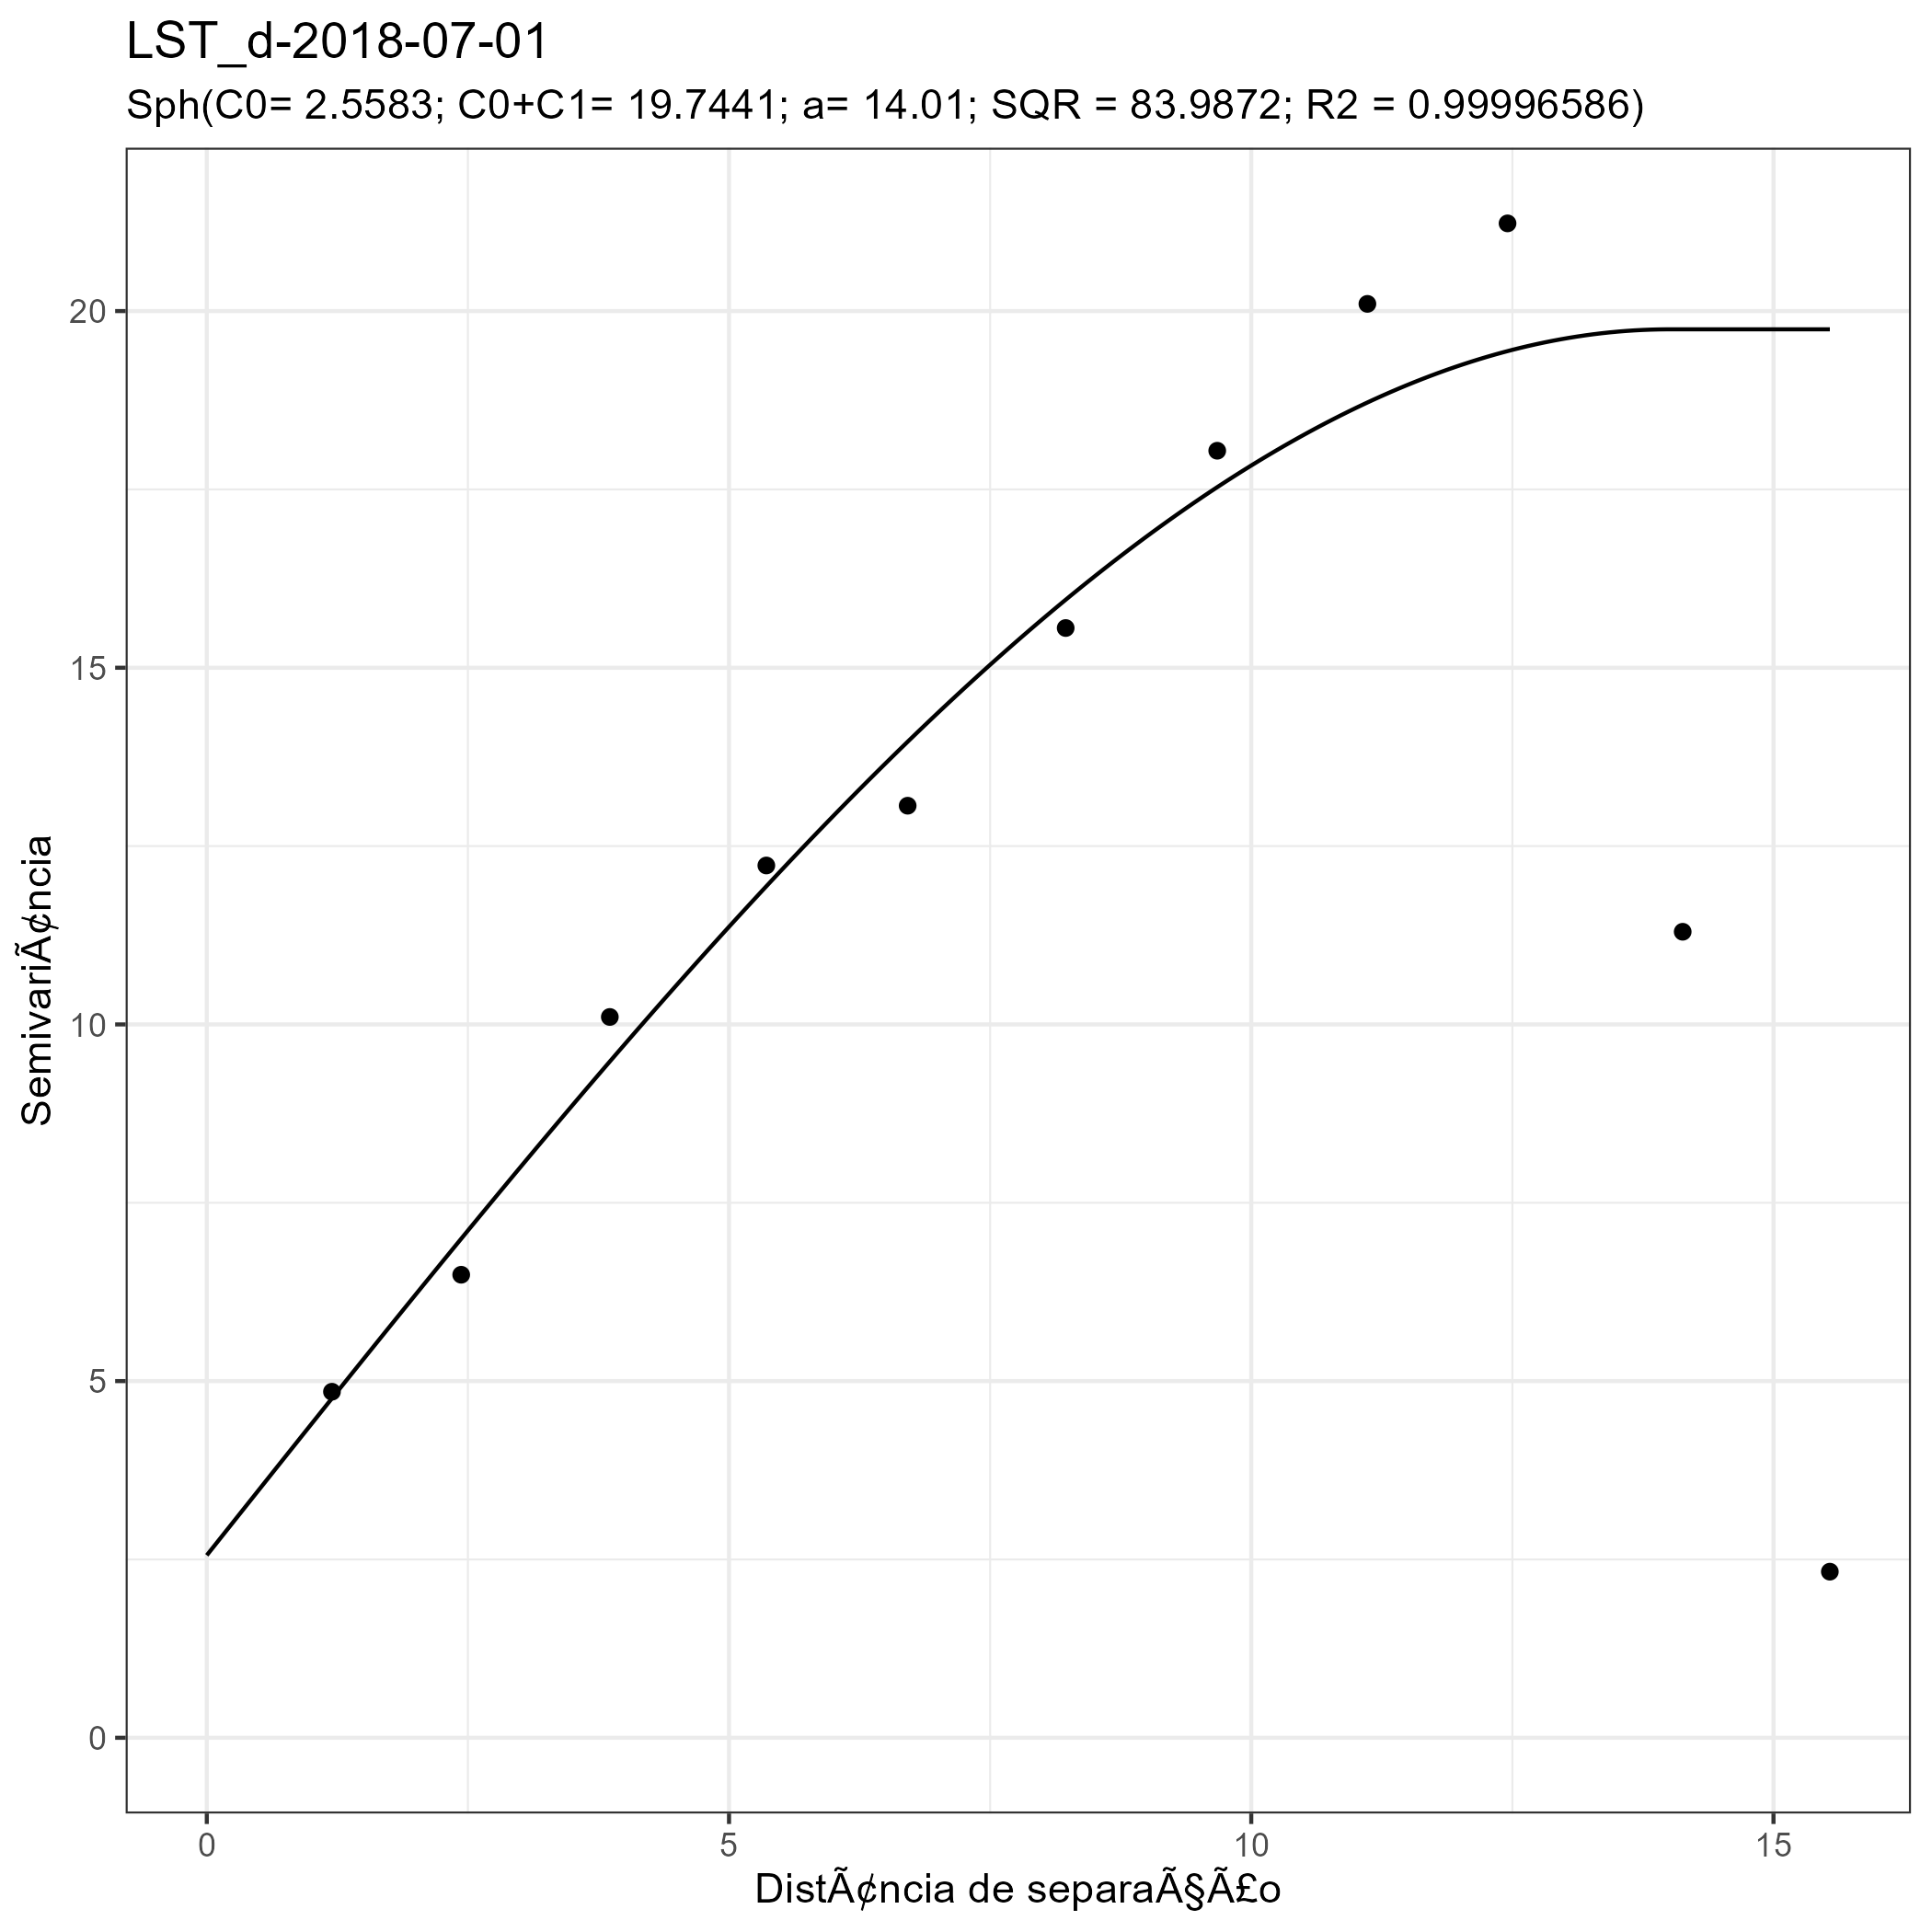 LST_d-2018-07-01
Sph(C0= 2.5583; C0+C1= 19.7441; a= 14.01; SQR = 83.9872; R2 = 0.99996586)
SemivariÃ¢ncia
20
15
10
5
0
0 5 10 15
DistÃ¢ncia de separaÃ§Ã£o